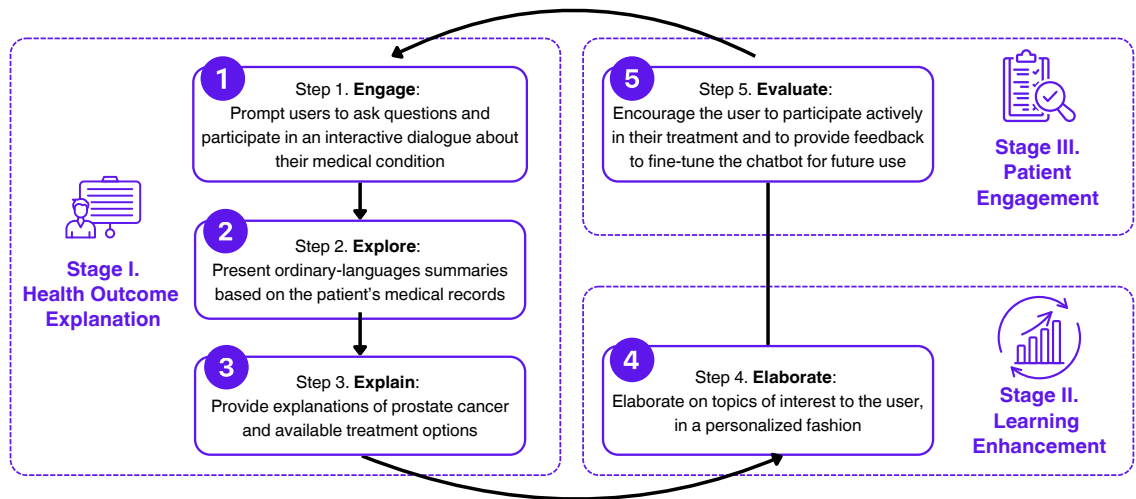 1
Step 1. Engage:
Prompt users to ask questions and
participate in an interactive dialogue about
their medical condition
2
Step 2. Explore:
Present ordinary-languages summaries
based on the patient's medical records
Stage I.
Health Outcome
Explanation
3
Step 3. Explain:
Provide explanations of prostate cancer
and available treatment options
4
Step 4. Elaborate:
Elaborate on topics of interest to the user,
in a personalized fashion
Stage II.
Learning
Enhancement
5
Step 5. Evaluate:
Encourage the user to participate actively
in their treatment and to provide feedback
to fine-tune the chatbot for future use
Stage III.
Patient
Engagement